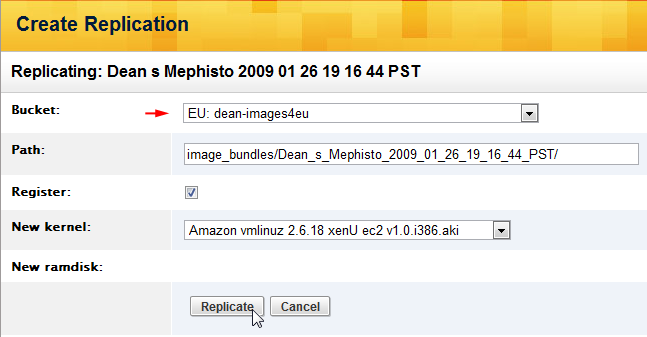 Create Replication
Replicating: Dean s Mephisto 2009 01 26 19 16 44 PST
Bucket: EU: dean-images4eu
Path: image_bundles/Dean_s_Mephisto_2009_01_26_19_16_44_PST/
Register:
New kernel: Amazon vmlinuz 2.6.18 xenU ec2 v1.0.i386.aki
New ramdisk:
Replicate Cancel